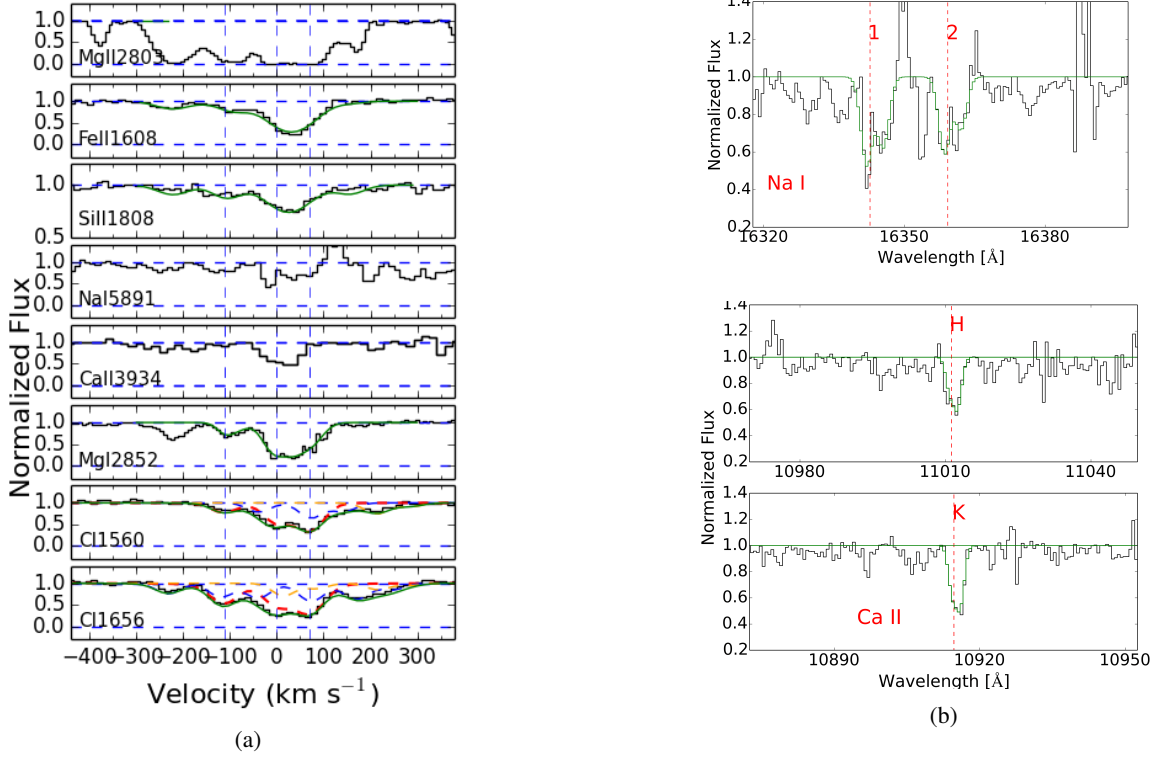 1.0
0.5
0.0
MgII2803
1.0
0.5
0.0
FeII1608
1.0
0.5
SiII1808
1.0
0.5
0.0
NaI5891
1.0
0.5
0.0
CaII3934
1.0
0.5
0.0
MgI2852
1.0
0.5
0.0
CI1560
1.0
0.5
0.0
CI1656
Normalized Flux
−400 −300 −200 −100 0 100 200 300
Velocity (km s−1)
(a)
1.4
1.2
1.0
0.8
0.6
0.4
0.2
Normalized Flux
1 2
Na I
16320 16350 16380
Wavelength [Å]
1.4
1.2
1.0
0.8
0.6
0.4
0.2
Normalized Flux
H
10980 11010 11040
1.4
1.2
1.0
0.8
0.6
0.4
0.2
Normalized Flux
K
Ca II
10890 10920 10950
Wavelength [Å]
(b)